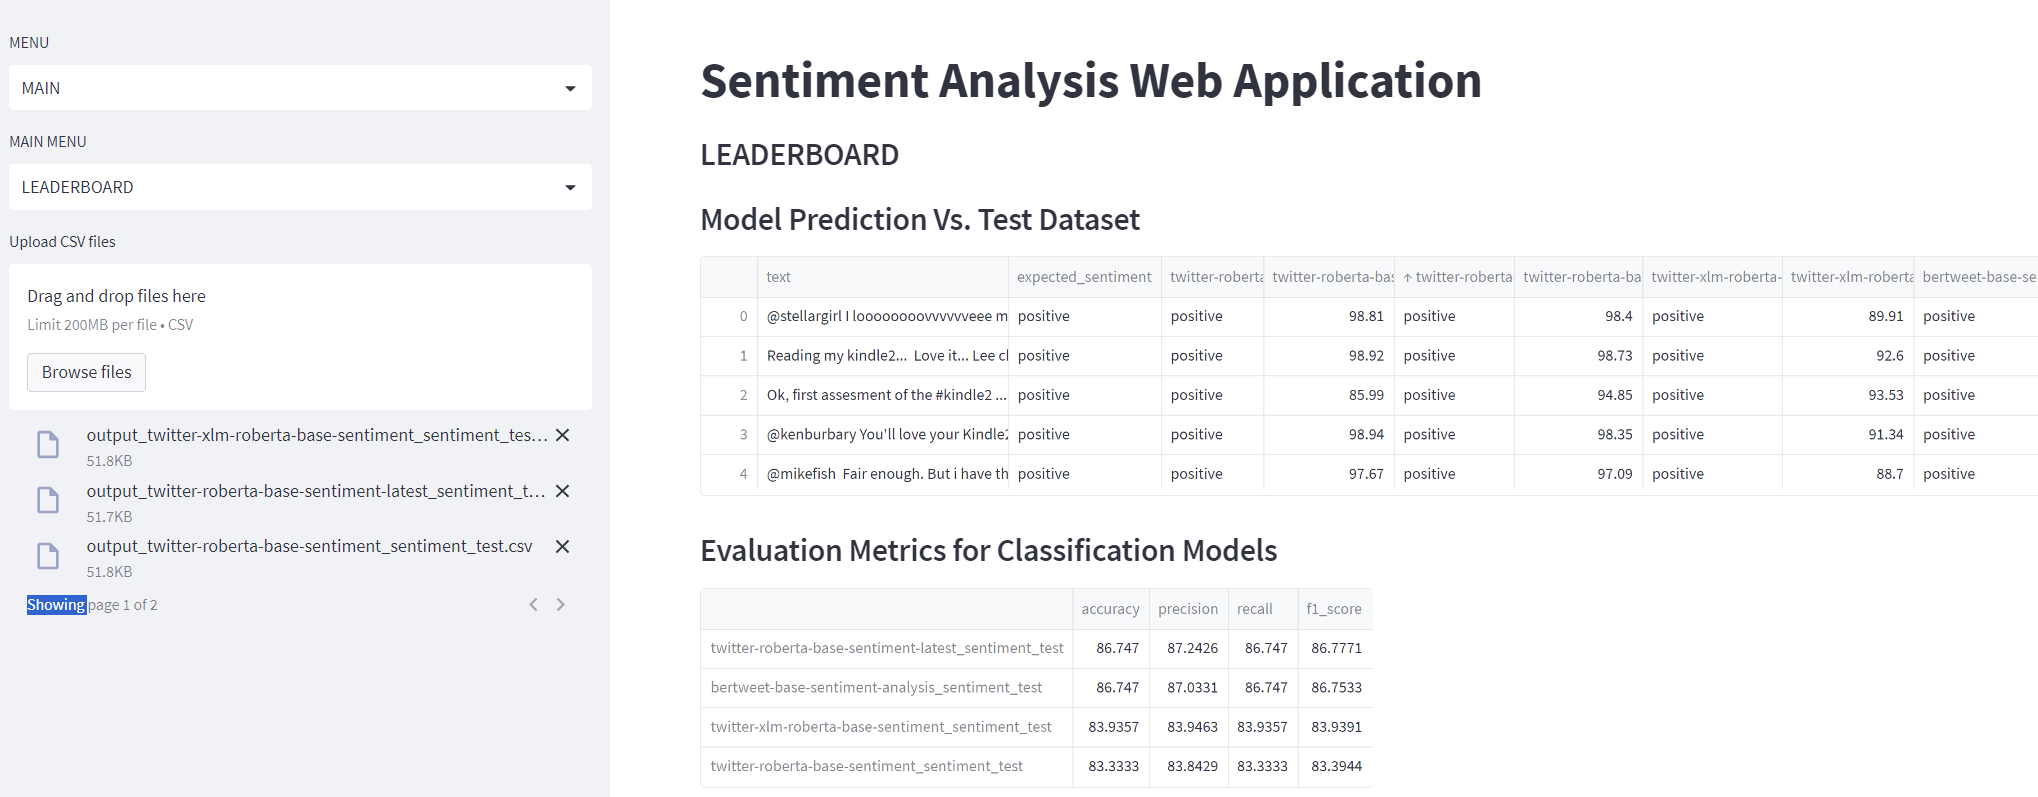 MENU
MAIN
MAIN MENU
LEADERBOARD
Upload CSV files
Drag and drop files here
Limit 200MB per file • CSV
Browse files
output_twitter-xlm-roberta-base-sentiment_sentiment_tes...
51.8KB
output_twitter-roberta-base-sentiment-latest_sentiment_t...
51.7KB
output_twitter-roberta-base-sentiment_sentiment_test.csv
51.8KB
Showing page 1 of 2
Sentiment Analysis Web Application
LEADERBOARD
Model Prediction Vs. Test Dataset
text expected_sentiment twitter-roberta twitter-roberta-bas ↑ twitter-roberta- twitter-roberta-ba twitter-xlm-roberta- twitter-xlm-roberta bertweet-base-se
0 @stellargirl I loooooooovvvvvveee m positive positive 98.81 positive 98.4 positive 89.91 positive
1 Reading my kindle2... Love it... Lee cl positive positive 98.92 positive 98.73 positive 92.6 positive
2 Ok, first assesment of the #kindle2 ... positive positive 85.99 positive 94.85 positive 93.53 positive
3 @kenburbary You'll love your Kindle2 positive positive 98.94 positive 98.35 positive 91.34 positive
4 @mikefish Fair enough. But i have th positive positive 97.67 positive 97.09 positive 88.7 positive
Evaluation Metrics for Classification Models
accuracy precision recall f1_score
twitter-roberta-base-sentiment-latest_sentiment_test 86.747 87.2426 86.747 86.7771
bertweet-base-sentiment-analysis_sentiment_test 86.747 87.0331 86.747 86.7533
twitter-xlm-roberta-base-sentiment_sentiment_test 83.9357 83.9463 83.9357 83.9391
twitter-roberta-base-sentiment_sentiment_test 83.3333 83.8429 83.3333 83.3944